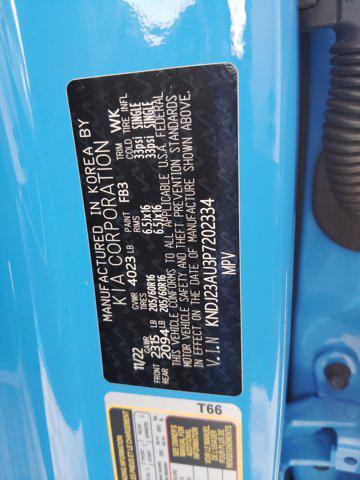 MANUFACTURED IN KOREA BY
KIA CORPORATION
GVWR 4023 LB PAINT FB3 TRIM WK
11/22 GAWR TIRES RIMS COLD TIRE INFL
FRONT 2315 LB 205/60R16 6.5Jx16 33psi SINGLE
REAR 2094 LB 205/60R16 6.5Jx16 33psi SINGLE
THIS VEHICLE CONFORMS TO ALL APPLICABLE U.S.A. FEDERAL
MOTOR VEHICLE SAFETY AND THEFT PREVENTION STANDARDS
IN EFFECT ON THE DATE OF MANUFACTURE SHOWN ABOVE.
V.I.N KNDJ23AU3P7202334
MPV
T66